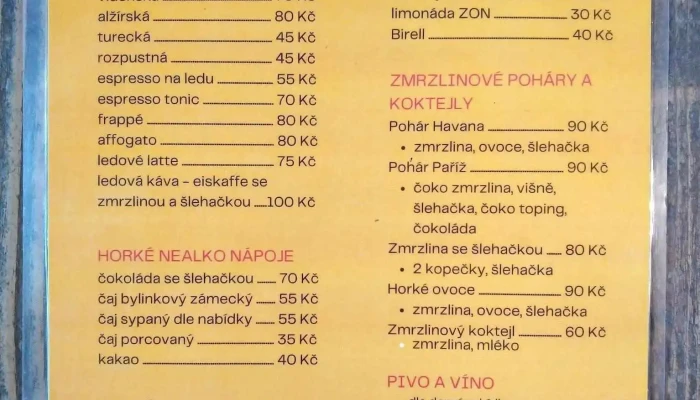 alžírská 80 Kč
turecká 45 Kč
rozpustná 45 Kč
espresso na ledu 55 Kč
espresso tonic 70 Kč
frappé 80 Kč
affogato 80 Kč
ledové latte 75 Kč
ledová káva - eiskaffe se
zmrzlinou a šlehačkou 100 Kč
HORKÉ NEALKO NÁPOJE
čokoláda se šlehačkou 70 Kč
čaj bylinkový zámecký 55 Kč
čaj sypaný dle nabídky 55 Kč
čaj porcovaný 35 Kč
kakao 40 Kč
limonáda ZON 30 Kč
Birell 40 Kč
ZMRZLINOVÉ POHÁRY A
KOKTEJLY
Pohár Havana 90 Kč
• zmrzlina, ovoce, šlehačka
Pohár Paříž 90 Kč
• čoko zmrzlina, višně,
šlehačka, čoko toping,
čokoláda
Zmrzlina se šlehačkou 80 Kč
• 2 kopečky, šlehačka
Horké ovoce 90 Kč
• zmrzlina, ovoce, šlehačka
Zmrzlinový koktejl 60 Kč
• zmrzlina, mléko
PIVO A VÍNO